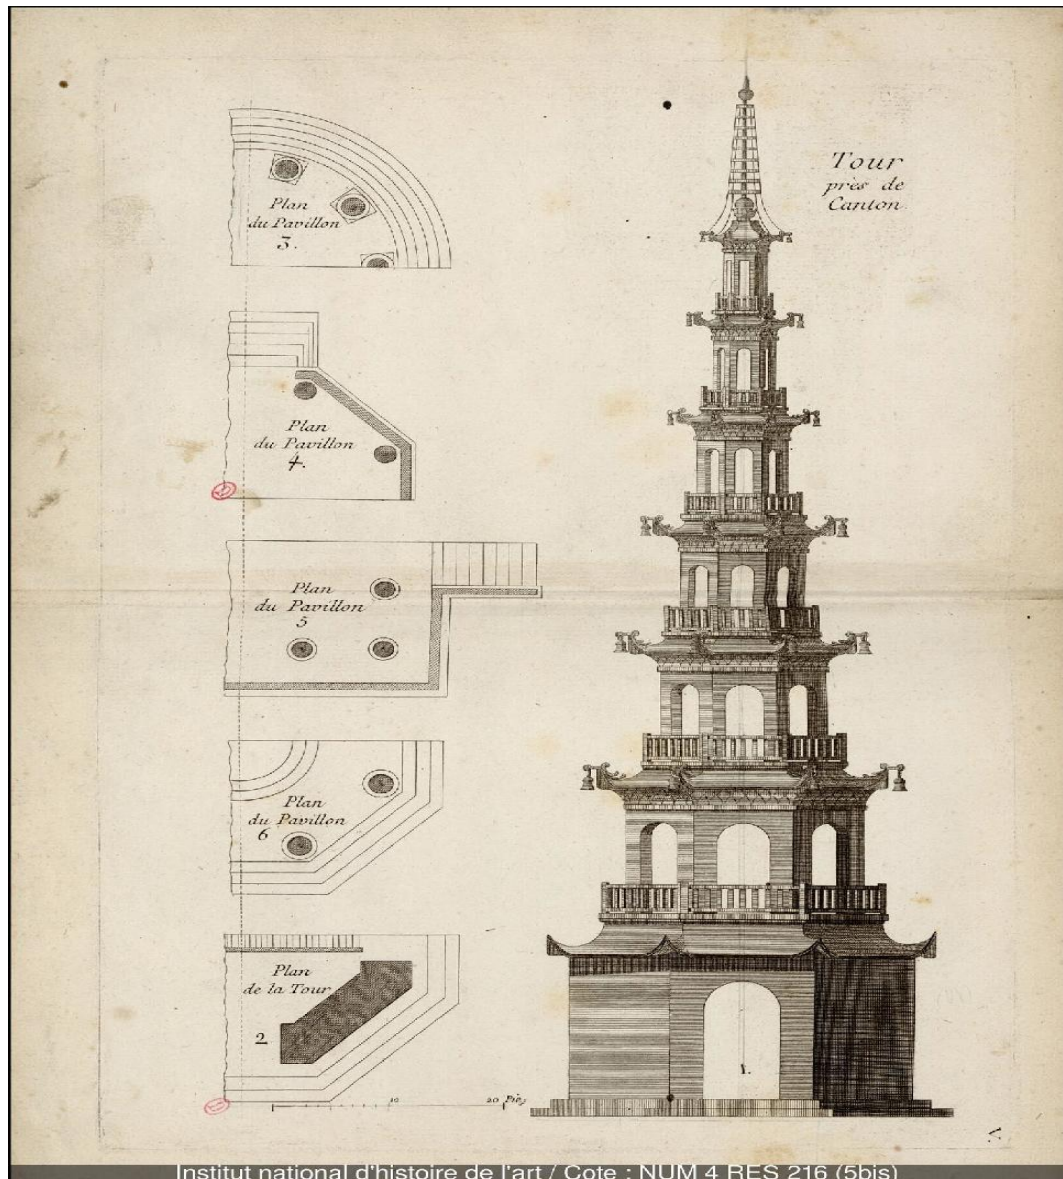 Tour
près de
Canton.
Plan
du Pavillon
3.
Plan
du Pavillon
4.
Plan
du Pavillon
5
Plan
du Pavillon
6
Plan
de la Tour
2
1.
10
20 Piés
Institut national d'histoire de l'art / Cote : NUM 4 RES 216 (5bis)